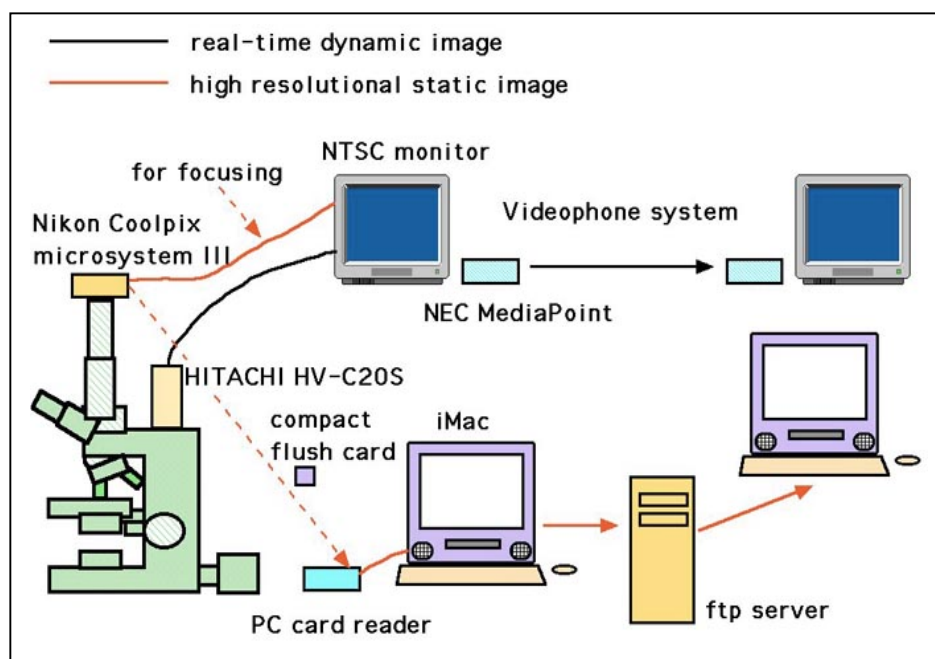 real-time dynamic image
high resolutional static image
NTSC monitor
for focusing
Nikon Coolpix
microsystem III
Videophone system
NEC MediaPoint
HITACHI HV-C20S
compact
flush card
iMac
PC card reader
ftp server